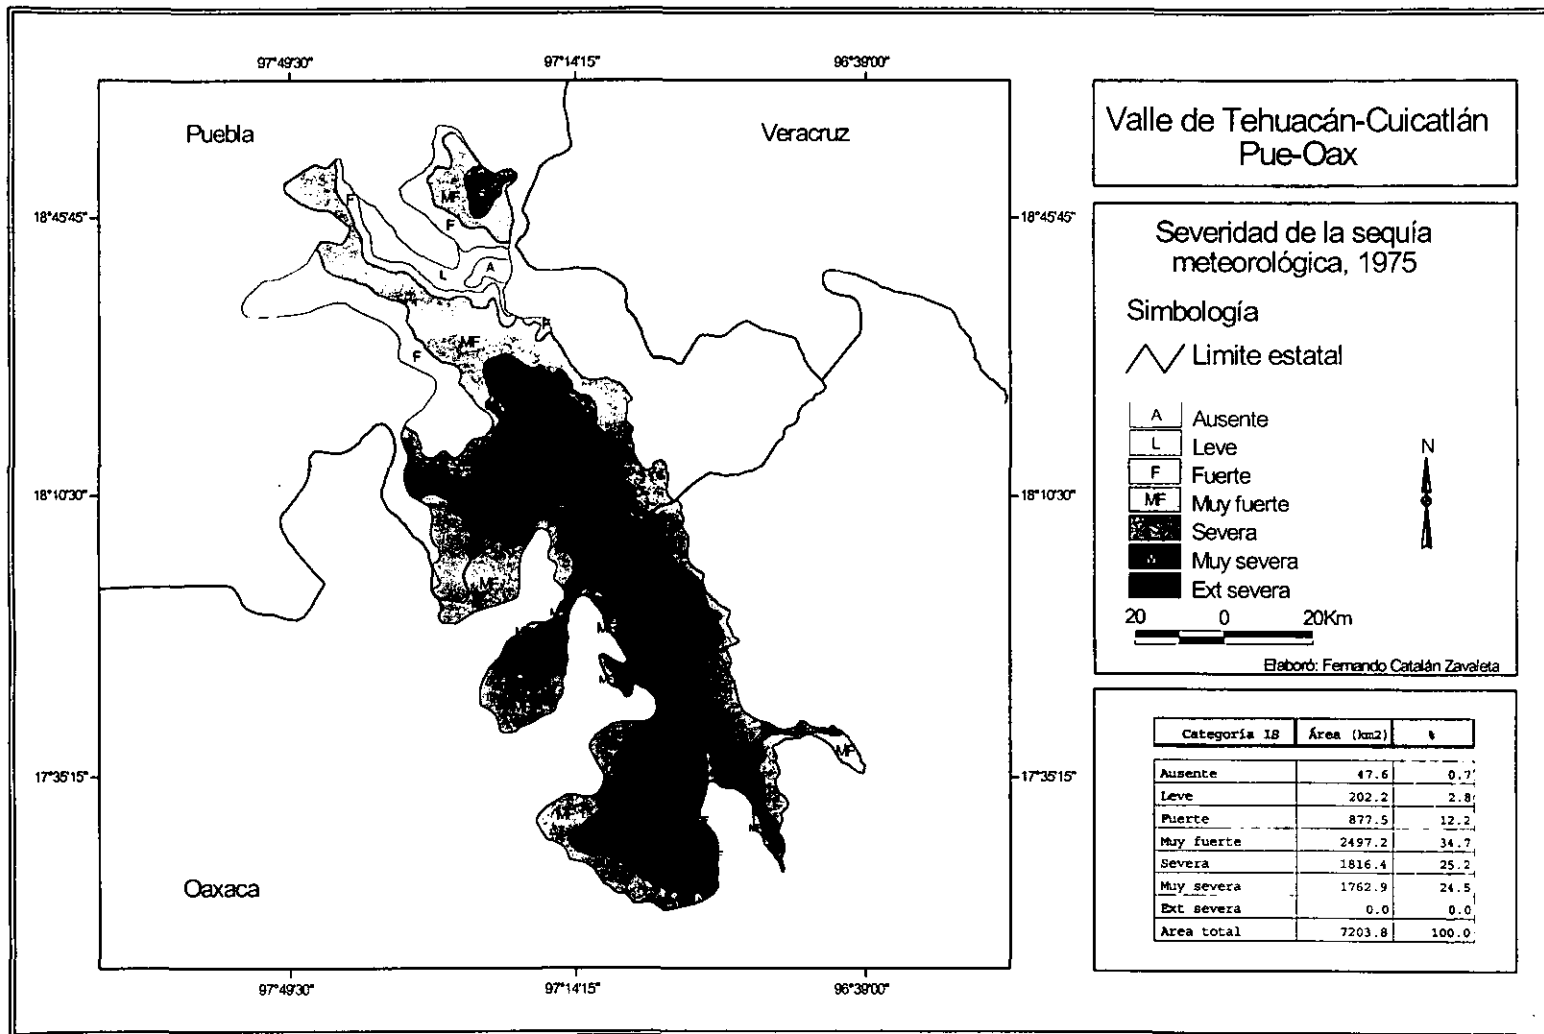 97°49'30" 97°14'15" 96°39'00"
Puebla
Veracruz
18°45'45" 18°45'45"
18°10'30" 18°10'30"
17°35'15" 17°35'15"
F
MF
F
L
A
F
MF
F
MF
MF
MF
Oaxaca
97°49'30" 97°14'15" 96°39'00"
Valle de Tehuacán-Cuicatlán
Pue-Oax
Severidad de la sequía
meteorológica, 1975
Simbología
Limite estatal
A Ausente
L Leve
F Fuerte
MF Muy fuerte
Severa
Muy severa
Ext severa
N
20 0 20Km
Elaboró: Fernando Catalán Zavaleta
Categoría IS Área (km2) %
Ausente 47.6 0.7
Leve 202.2 2.8
Fuerte 877.5 12.2
Muy fuerte 2497.2 34.7
Severa 1816.4 25.2
Muy severa 1762.9 24.5
Ext severa 0.0 0.0
Area total 7203.8 100.0